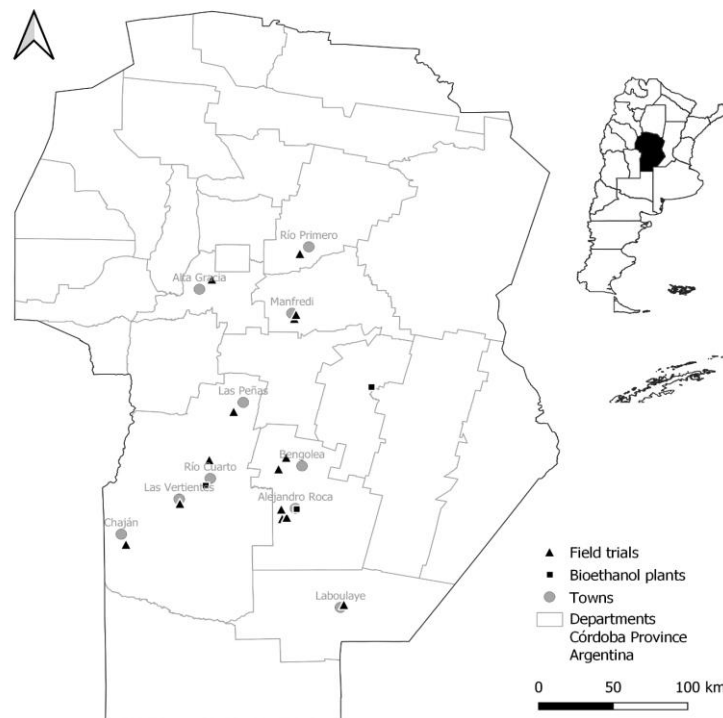 Río Primero
Alta Gracia
Manfredi
Las Peñas
Bengolea
Río Cuarto
Las Vertientes
Alejandro Roca
Chaján
Laboulaye
Field trials
Bioethanol plants
Towns
Departments
Córdoba Province
Argentina
0 50 100 km